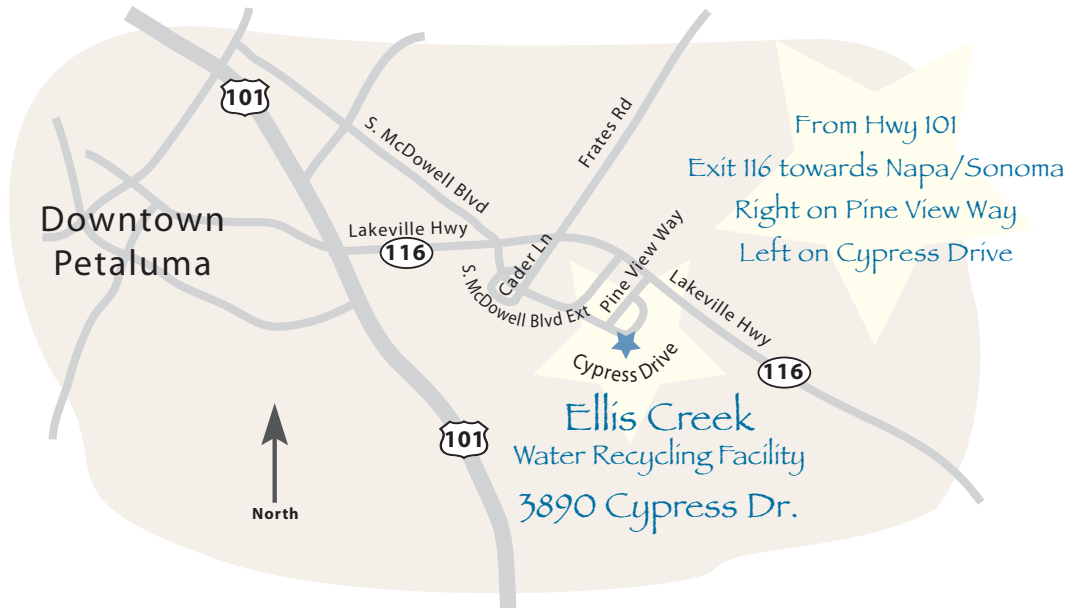 101
S. McDowell Blvd
Frates Rd
From Hwy 101
Exit 116 towards Napa/Sonoma
Right on Pine View Way
Left on Cypress Drive
Downtown
Petaluma
Lakeville Hwy
116
Cader Ln
S. McDowell Blvd Ext
Pine View Way
Lakeville Hwy
116
Cypress Drive
Ellis Creek
Water Recycling Facility
3890 Cypress Dr.
101
North